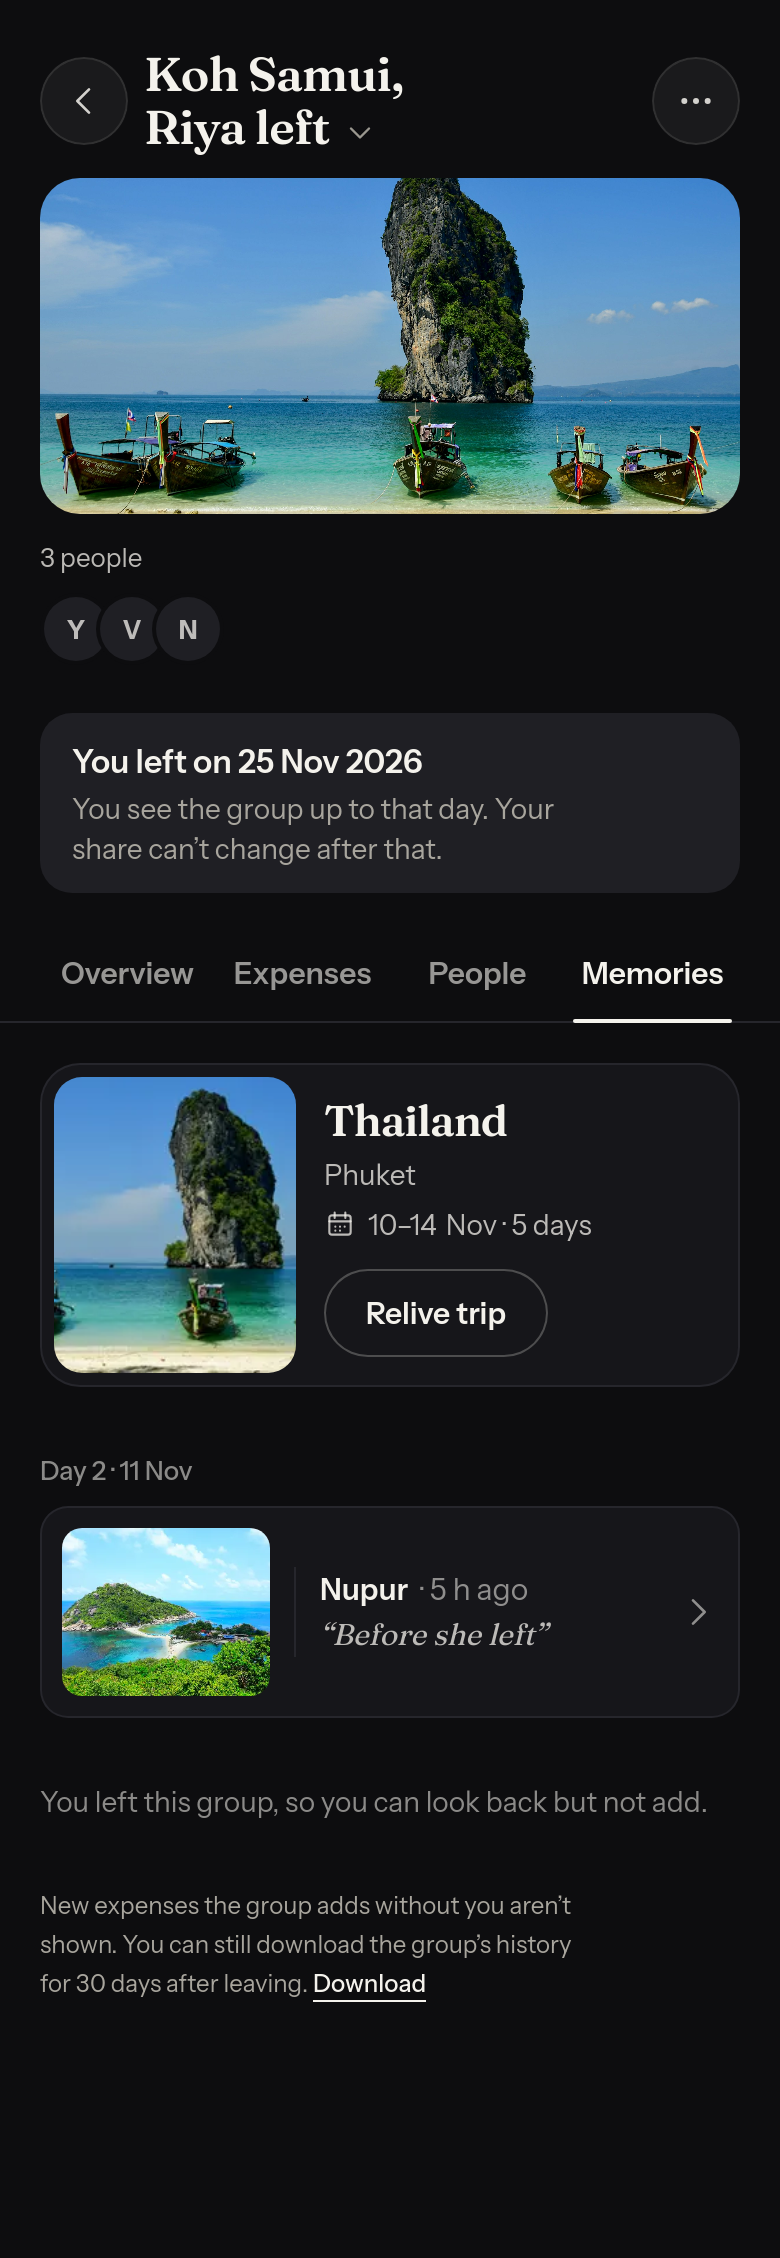 Koh Samui,
Riya left
3 people
Y V N
You left on 25 Nov 2026
You see the group up to that day. Your
share can’t change after that.
Overview Expenses People Memories
Thailand
Phuket
10–14 Nov · 5 days
Relive trip
Day 2 · 11 Nov
Nupur · 5 h ago
“Before she left”
You left this group, so you can look back but not add.
New expenses the group adds without you aren’t
shown. You can still download the group’s history
for 30 days after leaving. Download